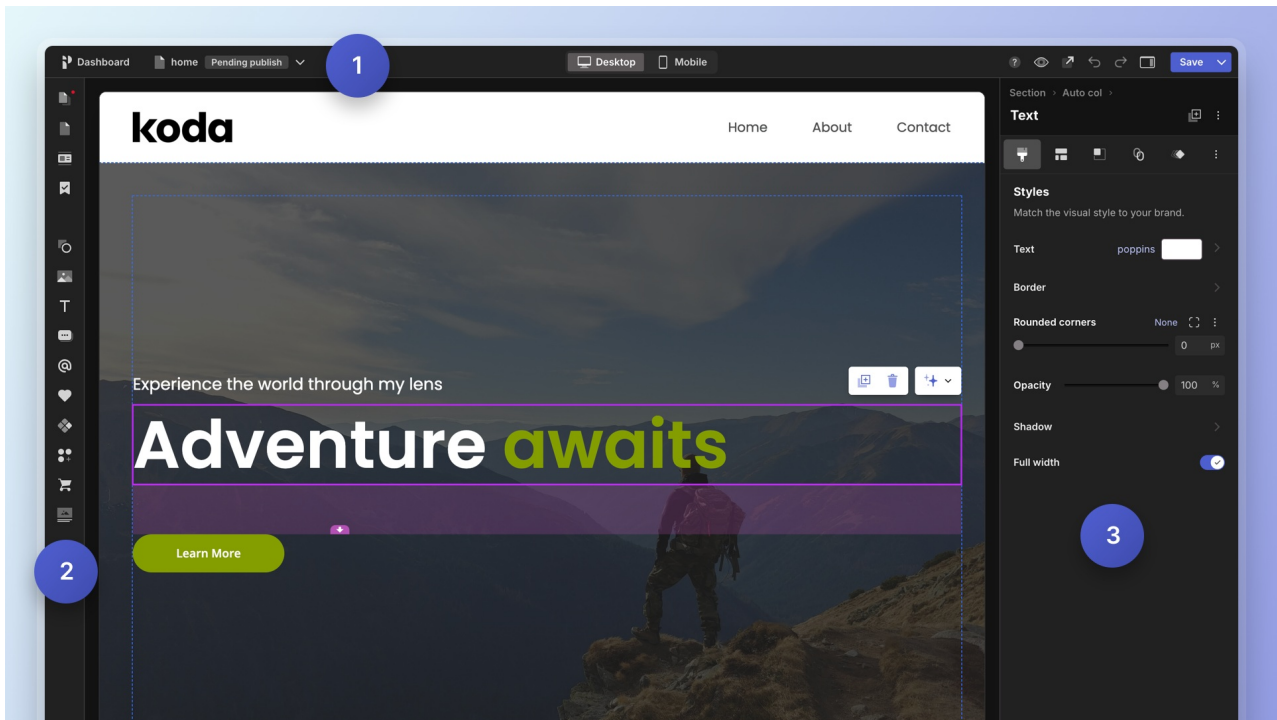 Dashboard home Pending publish 1 Desktop Mobile ? Save
koda Home About Contact
Section > Auto col >
Text
Styles
Match the visual style to your brand.
Text poppins
Border
Rounded corners None
0 px
Opacity 100 %
Shadow
Full width
Experience the world through my lens
Adventure awaits
Learn More
2
3